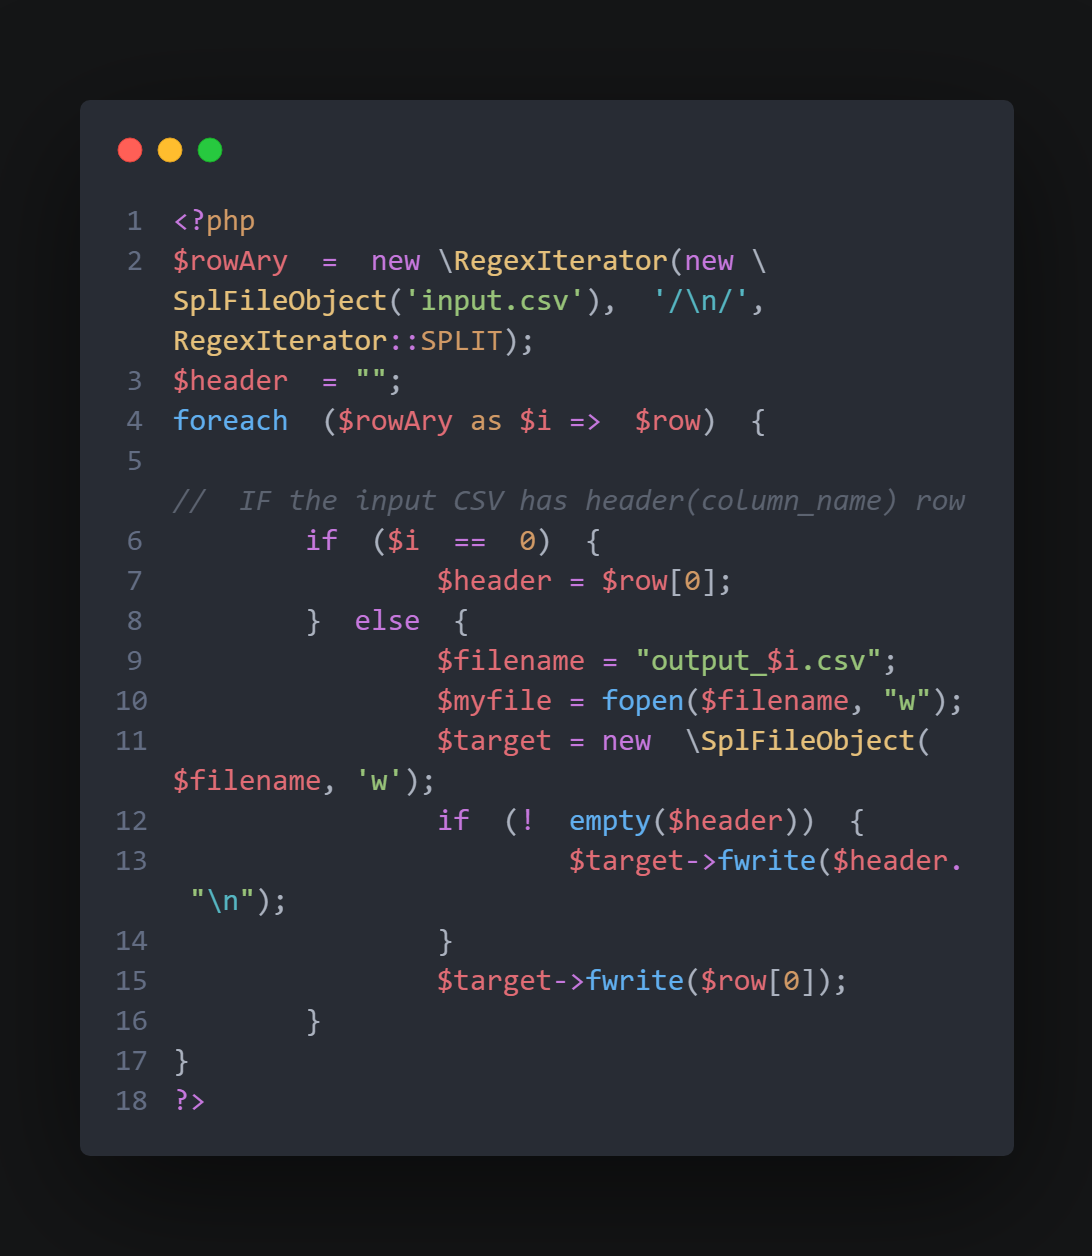 1 <?php
2 $rowAry  =  new \RegexIterator(new \
SplFileObject('input.csv'),  '/\n/',
RegexIterator::SPLIT);
3 $header  = "";
4 foreach  ($rowAry as $i =>  $row)  {
5
//  IF the input CSV has header(column_name) row
6         if  ($i  ==  0)  {
7                 $header = $row[0];
8         }  else  {
9                 $filename = "output_$i.csv";
10                 $myfile = fopen($filename, "w");
11                 $target = new  \SplFileObject(
$filename, 'w');
12                 if  (!  empty($header))  {
13                         $target->fwrite($header.
 "\n");
14                 }
15                 $target->fwrite($row[0]);
16         }
17 }
18 ?>